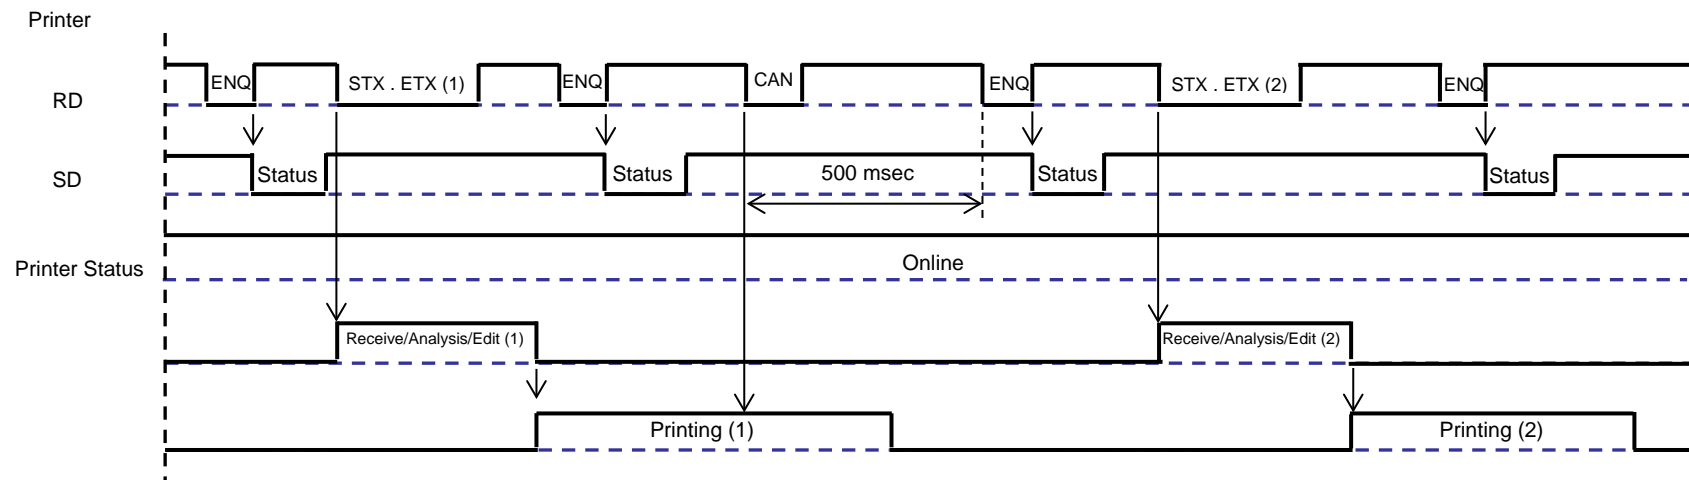 Printer
RD
ENQ
STX . ETX (1)
ENQ
CAN
ENQ
STX . ETX (2)
ENQ
SD
Status
Status
500 msec
Status
Status
Printer Status
Online
Receive/Analysis/Edit (1)
Receive/Analysis/Edit (2)
Printing (1)
Printing (2)